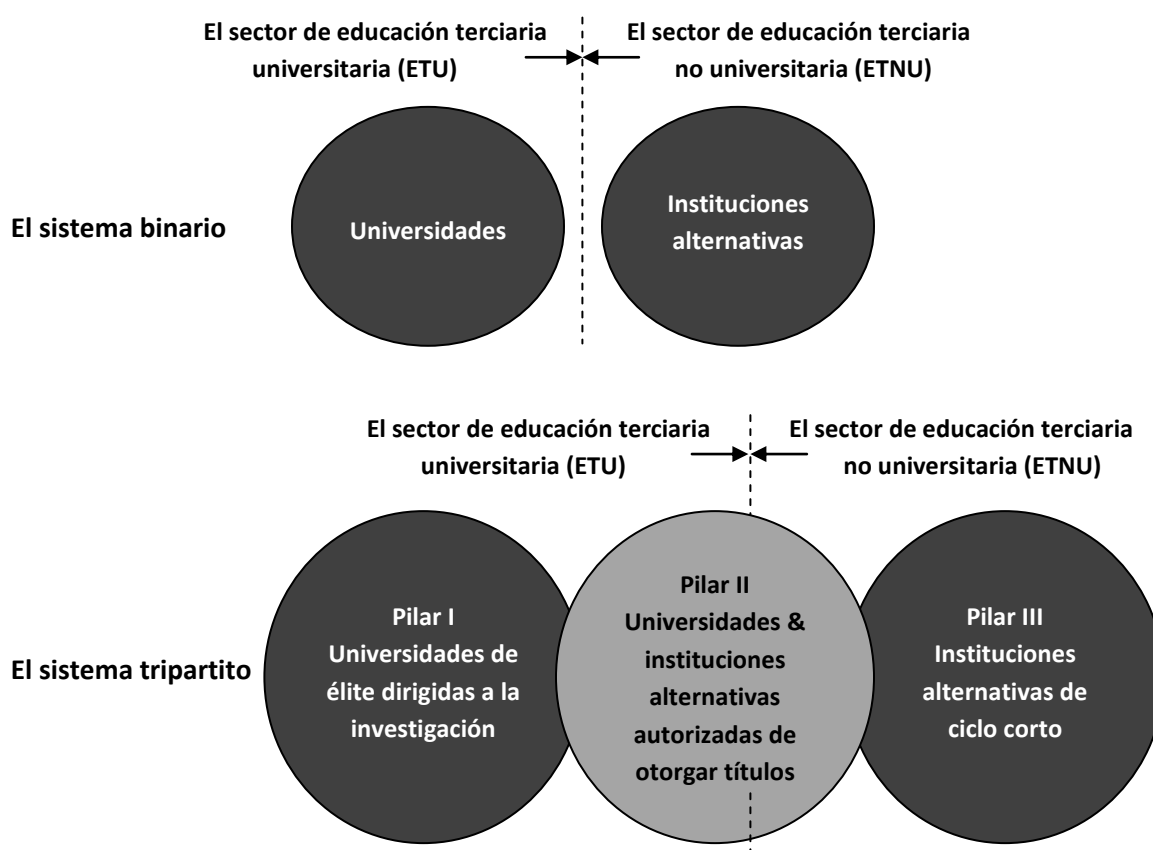 El sector de educación terciaria
universitaria (ETU)
El sector de educación terciaria
no universitaria (ETNU)
El sistema binario
Universidades
Instituciones
alternativas
El sector de educación terciaria
universitaria (ETU)
El sector de educación terciaria
no universitaria (ETNU)
El sistema tripartito
Pilar I
Universidades de
élite dirigidas a la
investigación
Pilar II
Universidades &
instituciones
alternativas
autorizadas de
otorgar títulos
Pilar III
Instituciones
alternativas de
ciclo corto